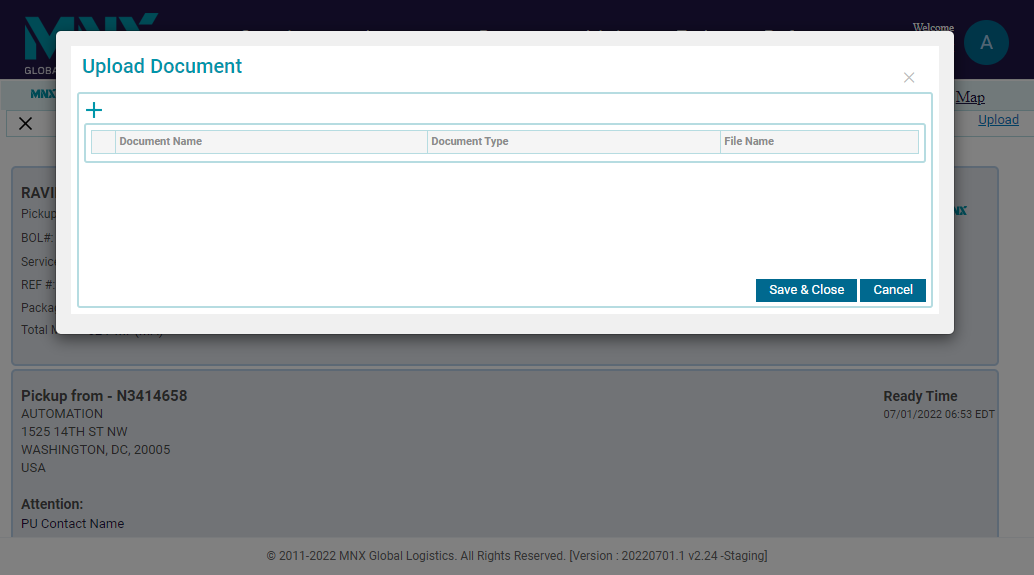 MNX
Welcome
A
GLOBA
Upload Document
MNX
Map
Upload
Document Name
Document Type
File Name
RAVI
Pickup
NX
BOL#:
Service
REF #:
Packa
Save & Close
Cancel
Total M
Pickup from - N3414658
Ready Time
AUTOMATION
07/01/2022 06:53 EDT
1525 14TH ST NW
WASHINGTON, DC, 20005
USA
Attention:
PU Contact Name
© 2011-2022 MNX Global Logistics. All Rights Reserved. [Version : 20220701.1 v2.24 -Staging]